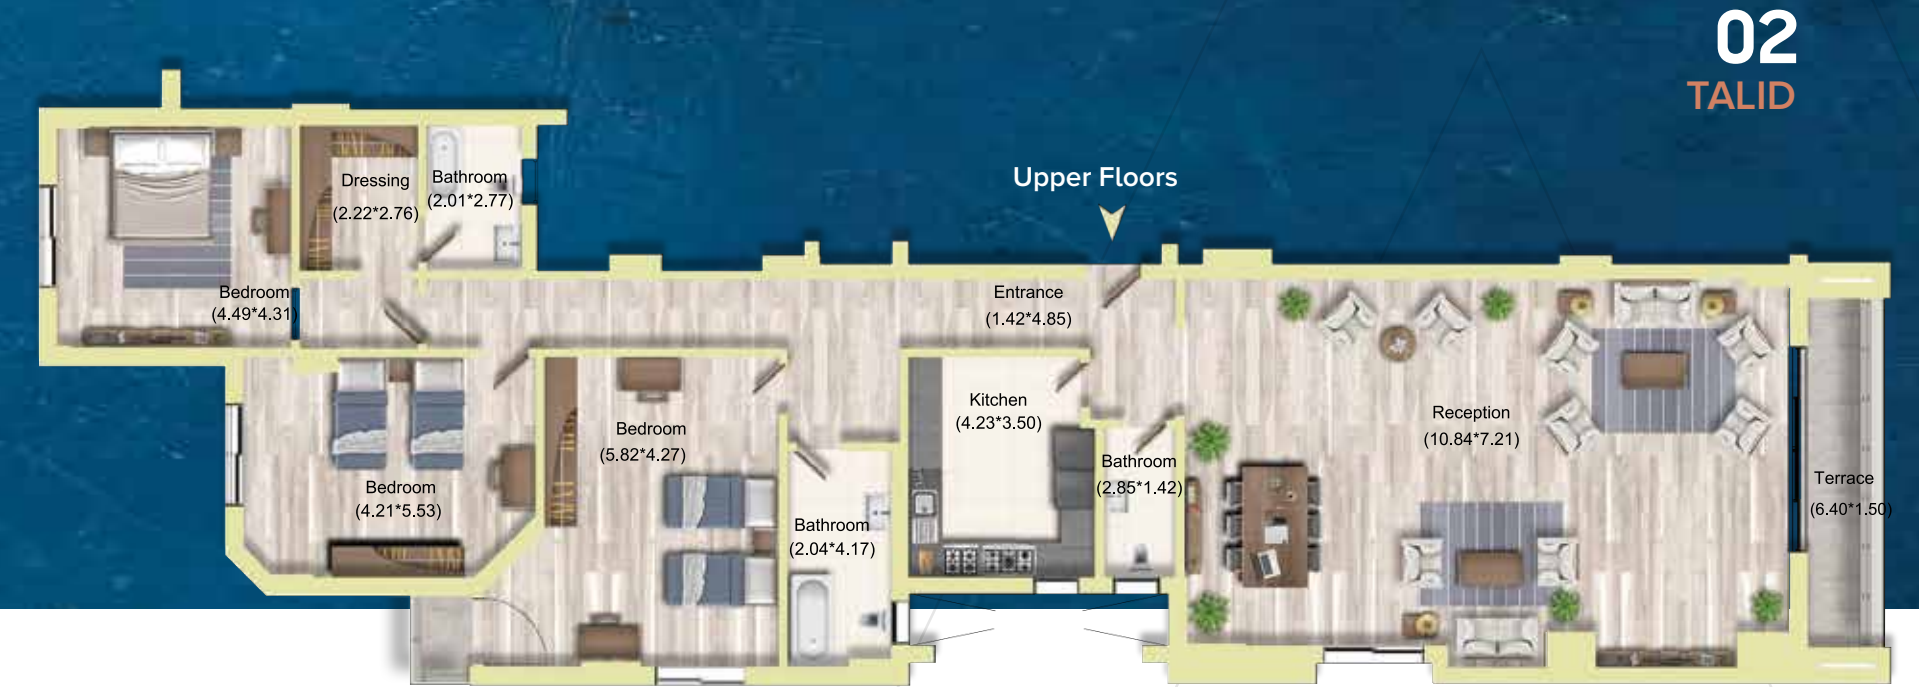 02
TALID
Upper Floors
Dressing
(2.22*2.76)
Bathroom
(2.01*2.77)
Bedroom
(4.49*4.31)
Entrance
(1.42*4.85)
Kitchen
(4.23*3.50)
Reception
(10.84*7.21)
Bedroom
(5.82*4.27)
Bathroom
(2.85*1.42)
Terrace
(6.40*1.50)
Bedroom
(4.21*5.53)
Bathroom
(2.04*4.17)